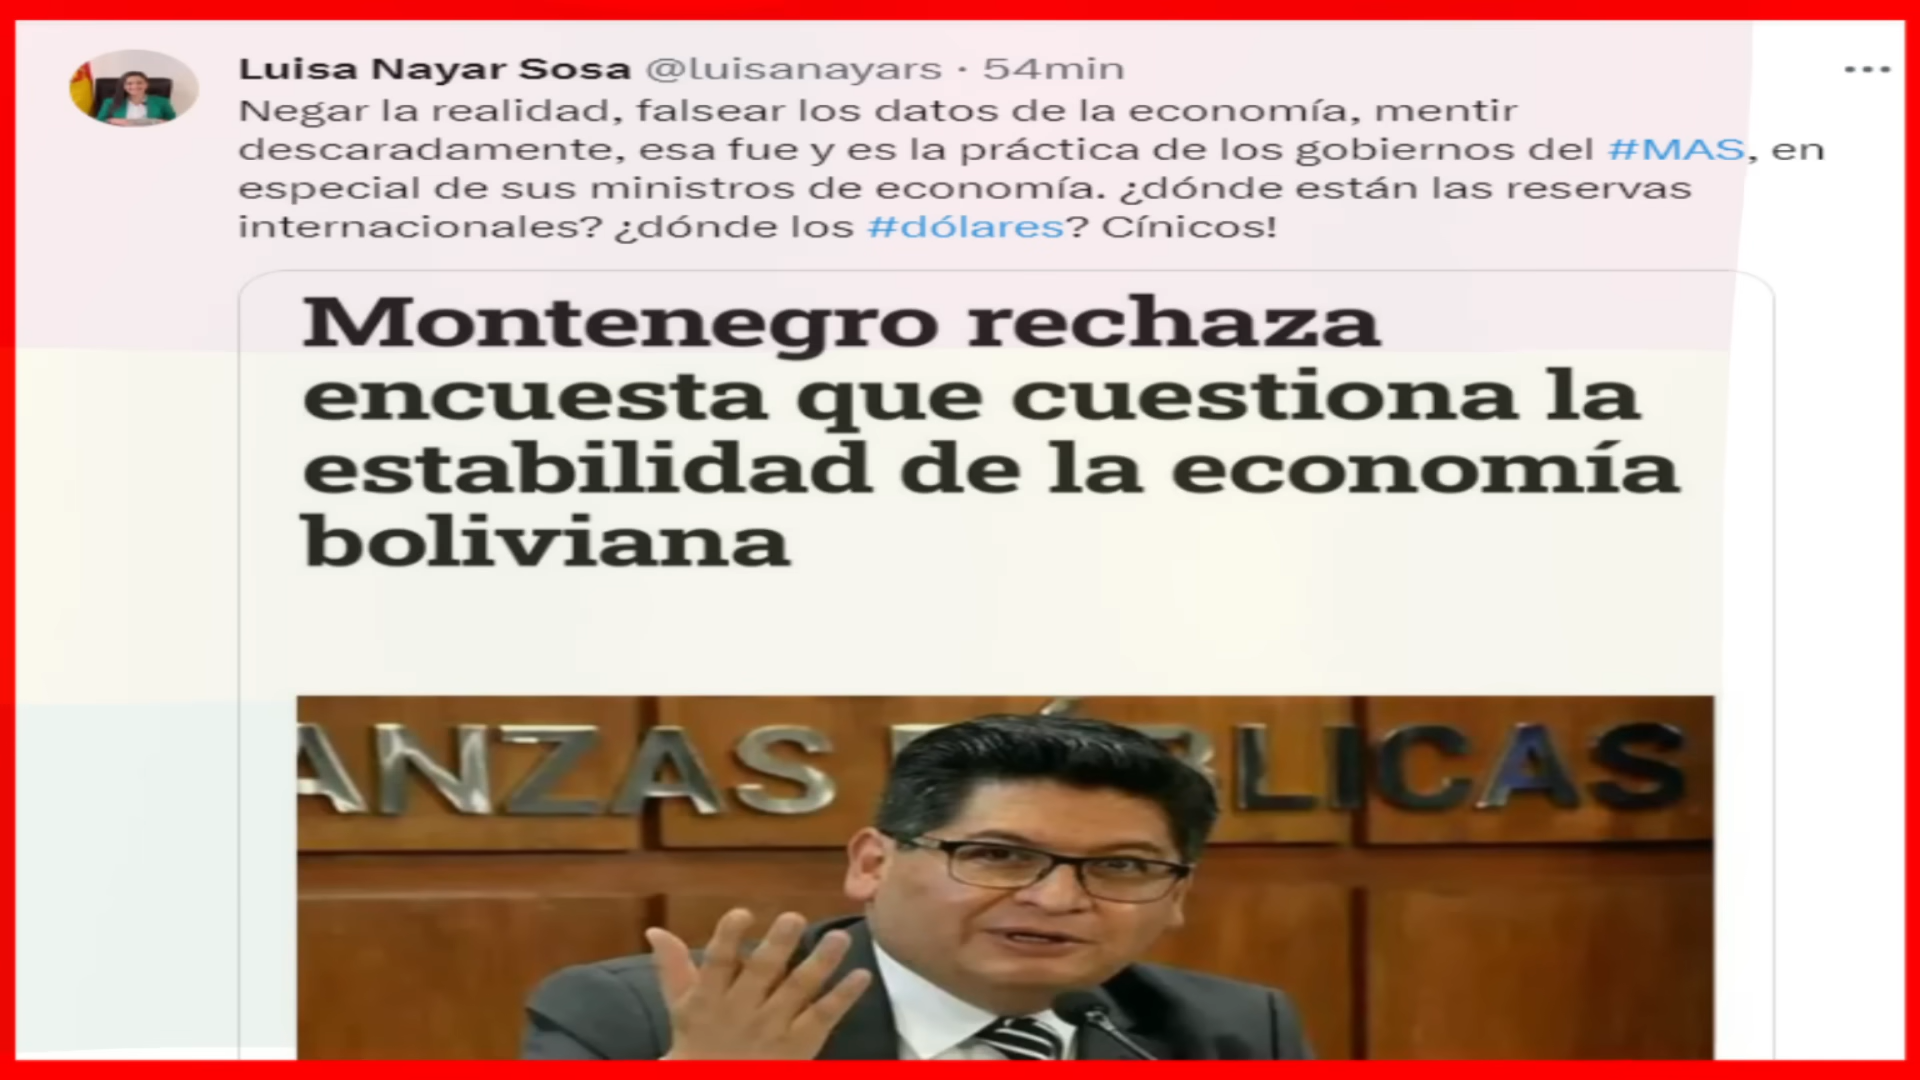 Luisa Nayar Sosa @luisanayars · 54min
Negar la realidad, falsear los datos de la economía, mentir
descaradamente, esa fue y es la práctica de los gobiernos del #MAS, en
especial de sus ministros de economía. ¿dónde están las reservas
internacionales? ¿dónde los #dólares? Cínicos!
Montenegro rechaza
encuesta que cuestiona la
estabilidad de la economía
boliviana
ANZAS BLICAS